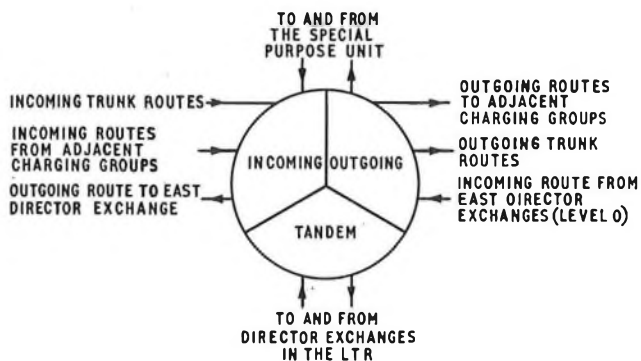 TO AND FROM
THE SPECIAL
PURPOSE UNIT
INCOMING TRUNK ROUTES
INCOMING ROUTES
FROM ADJACENT
CHARGING GROUPS
OUTGOING ROUTE TO EAST
DIRECTOR EXCHANGE
INCOMING
OUTGOING
TANDEM
OUTGOING ROUTES
TO ADJACENT
CHARGING GROUPS
OUTGOING TRUNK
ROUTES
INCOMING ROUTE FROM
EAST DIRECTOR
EXCHANGES (LEVEL 0)
TO AND FROM
DIRECTOR EXCHANGES
IN THE LTR